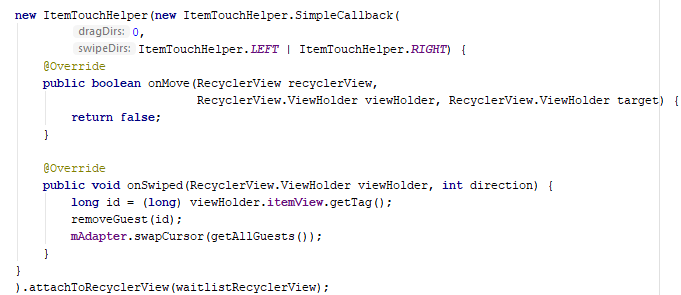 new ItemTouchHelper(new ItemTouchHelper.SimpleCallback(
dragDirs: 0,
swipeDirs: ItemTouchHelper.LEFT | ItemTouchHelper.RIGHT) {
@Override
public boolean onMove(RecyclerView recyclerView,
RecyclerView.ViewHolder viewHolder, RecyclerView.ViewHolder target) {
return false;
}
@Override
public void onSwiped(RecyclerView.ViewHolder viewHolder, int direction) {
long id = (long) viewHolder.itemView.getTag();
removeGuest(id);
mAdapter.swapCursor(getAllGuests());
}
}
).attachToRecyclerView(waitlistRecyclerView);